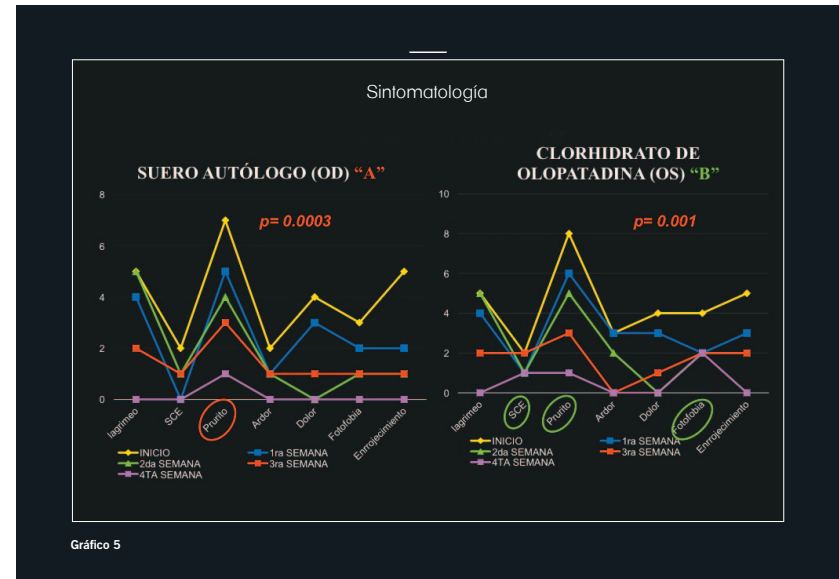 Sintomatología
SUERO AUTÓLOGO (OD) “A”
p= 0.0003
8
6
4
2
0
lagrimeo
SCE
Prurito
Ardor
Dolor
Fotofobia
Enrrojecimiento
INICIO
1ra SEMANA
2da SEMANA
3ra SEMANA
4TA SEMANA
CLORHIDRATO DE
OLOPATADINA (OS) “B”
p= 0.001
10
8
6
4
2
0
lagrimeo
SCE
Prurito
Ardor
Dolor
Fotofobia
Enrrojecimiento
INICIO
1ra SEMANA
2da SEMANA
3ra SEMANA
4TA SEMANA
Gráfico 5